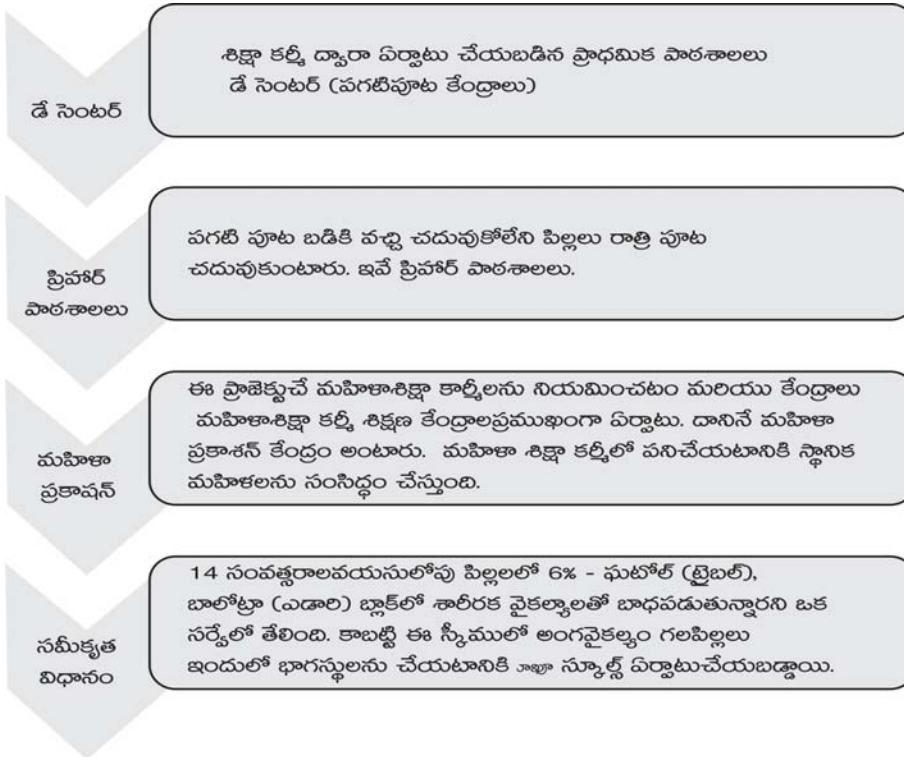 డే సెంటర్
శిక్షా కర్మీ ద్వారా ఏర్పాటు చేయబడిన ప్రాధమిక పాఠశాలలు
డే సెంటర్ (పగటిపూట కేంద్రాలు)
ప్రిహార్
పాఠశాలలు
పగటి పూట బడికి వచ్చి చదువుకోలేని పిల్లలు రాత్రి పూట
చదువుకుంటారు. ఇవే ప్రిహార్ పాఠశాలలు.
మహిళా
ప్రకాషన్
ఈ ప్రాజెక్టుచే మహిళాశిక్షా కార్మీలను నియమించటం మరియు కేంద్రాలు
మహిళాశిక్షా కర్మీ శిక్షణ కేంద్రాలప్రముఖంగా ఏర్పాటు. దానినే మహిళా
ప్రకాశన్ కేంద్రం అంటారు. మహిళా శిక్షా కర్మీలో పనిచేయటానికి స్థానిక
మహిళలను సంసిద్ధం చేస్తుంది.
సమీకృత
విధానం
14 సంవత్సరాలవయసులోపు పిల్లలలో 6% - ఘటోల్ (ట్రైబల్),
బాలోట్రా (ఎడారి) బ్లాక్‌లో శారీరక వైకల్యాలతో బాధపడుతున్నారని ఒక
సర్వేలో తేలింది. కాబట్టి ఈ స్కీములో అంగవైకల్యం గలపిల్లలు
ఇందులో భాగస్థులను చేయటానికి స్కూల్స్ ఏర్పాటుచేయబడ్డాయి.